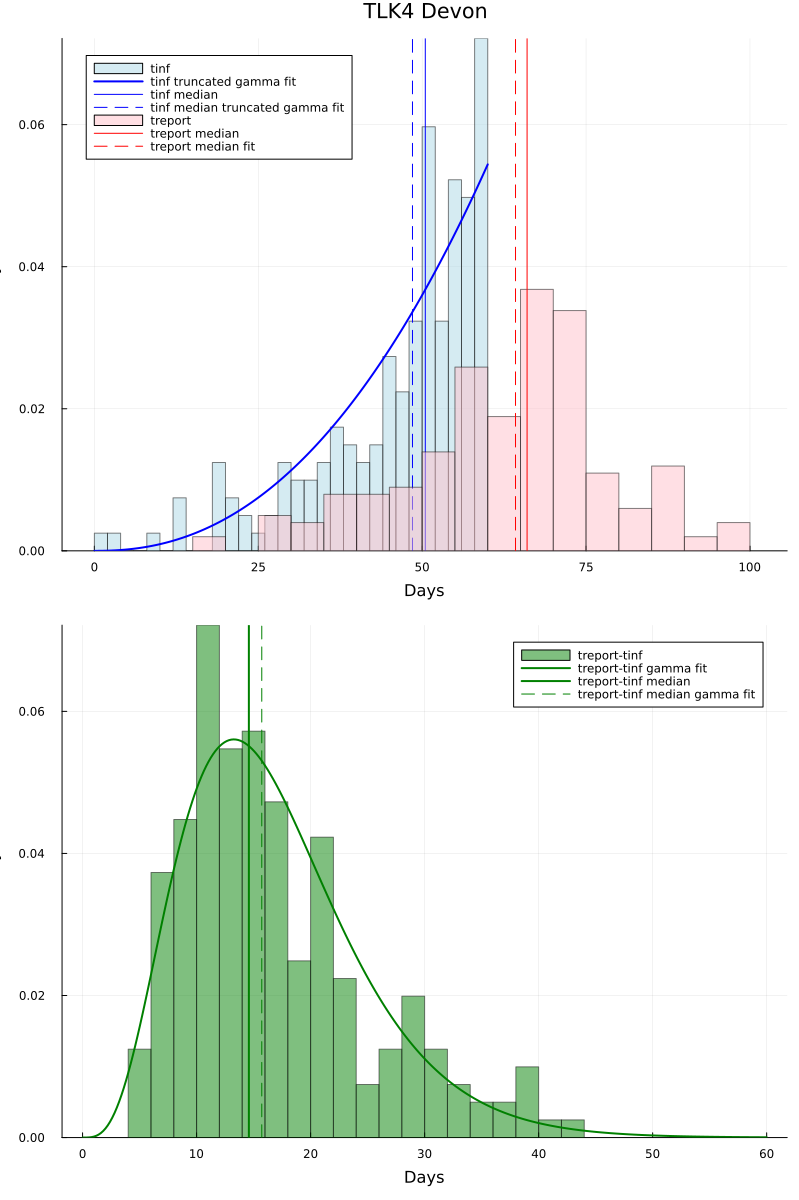 TLK4 Devon
tinf
tinf truncated gamma fit
tinf median
tinf median truncated gamma fit
treport
treport median
treport median fit
0.06
0.04
0.02
0.00
0 25 50 75 100
Days
treport-tinf
treport-tinf gamma fit
treport-tinf median
treport-tinf median gamma fit
0.06
0.04
0.02
0.00
0 10 20 30 40 50 60
Days